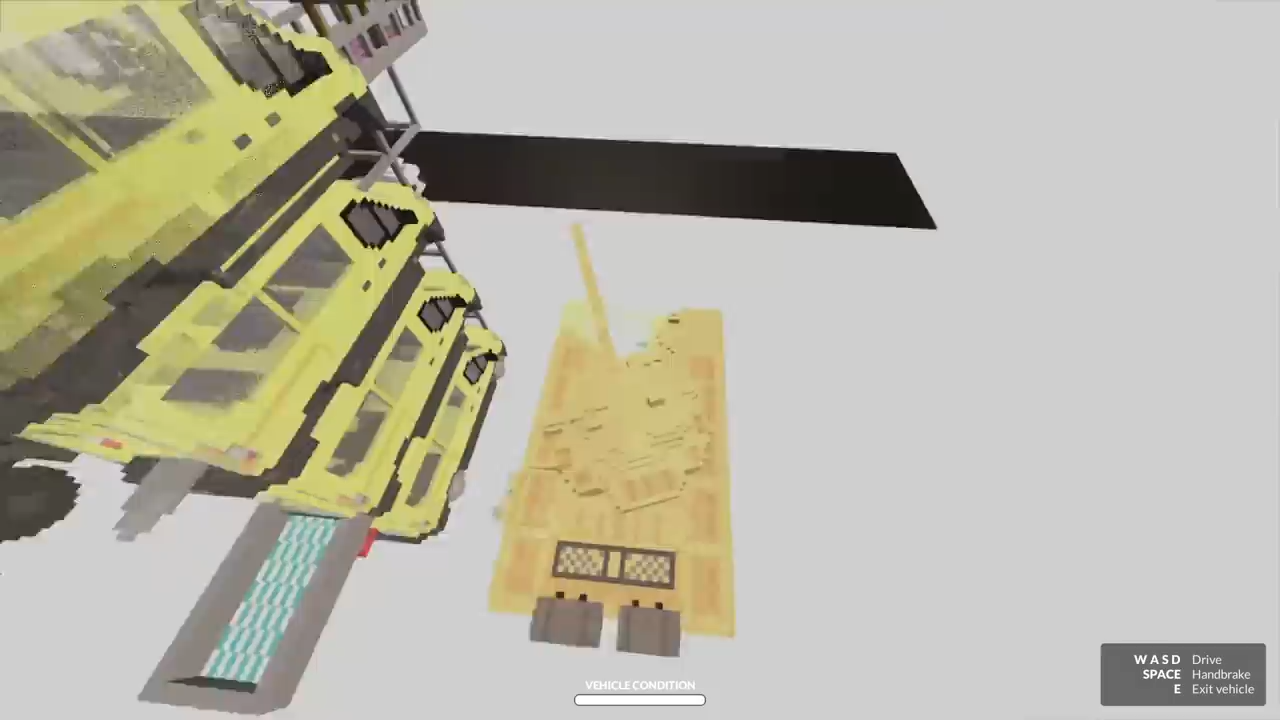 W A S D Drive
SPACE Handbrake
E Exit vehicle
VEHICLE CONDITION